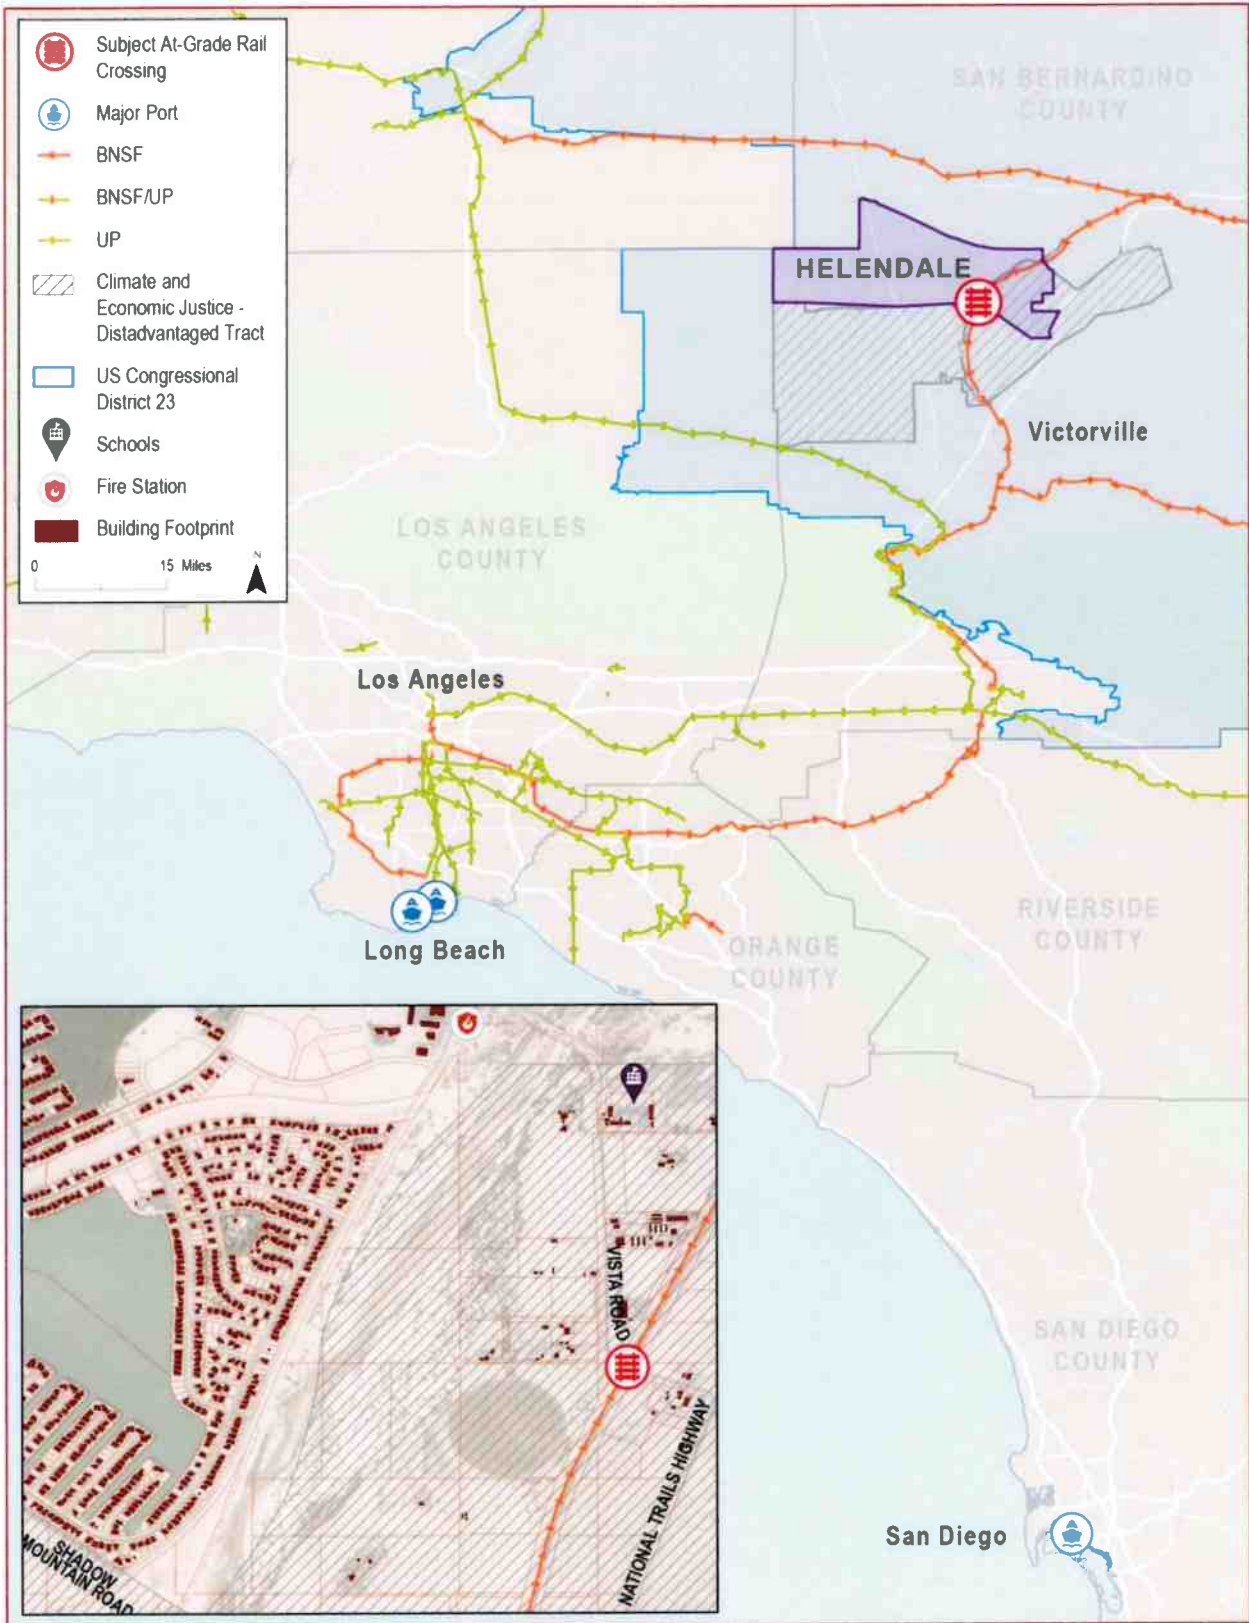 Subject At-Grade Rail
Crossing
Major Port
BNSF
BNSF/UP
UP
Climate and
Economic Justice -
Distadvantaged Tract
US Congressional
District 23
Schools
Fire Station
Building Footprint
0 15 Miles
N
SAN BERNARDINO
COUNTY
HELENDALE
Victorville
LOS ANGELES
COUNTY
Los Angeles
Long Beach
ORANGE
COUNTY
RIVERSIDE
COUNTY
SAN DIEGO
COUNTY
San Diego
VISTA ROAD
NATIONAL TRAILS HIGHWAY
SHADOW
MOUNTAIN ROAD